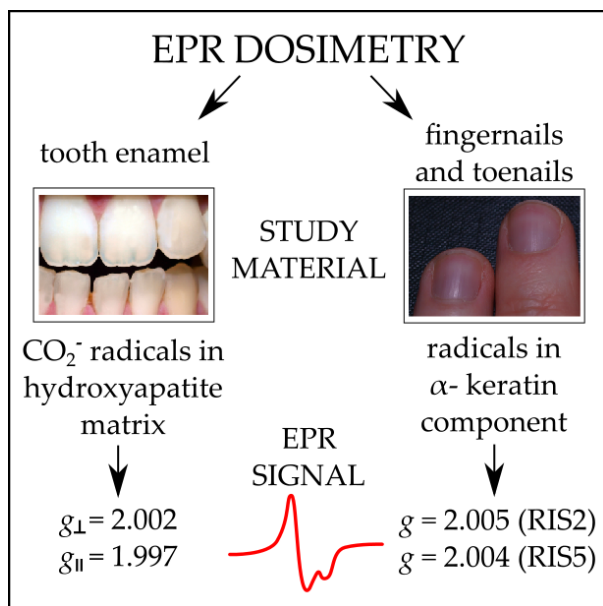 EPR DOSIMETRY
tooth enamel
fingernails
and toenails
STUDY
MATERIAL
CO₂⁻ radicals in
hydroxyapatite
matrix
radicals in
α- keratin
component
EPR
SIGNAL
g⊥ = 2.002
g∥ = 1.997
g = 2.005 (RIS2)
g = 2.004 (RIS5)